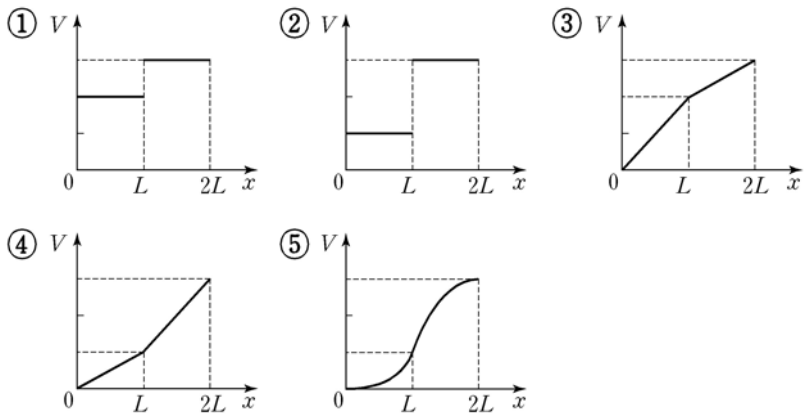 ① V 0 L 2L x
② V 0 L 2L x
③ V 0 L 2L x
④ V 0 L 2L x
⑤ V 0 L 2L x